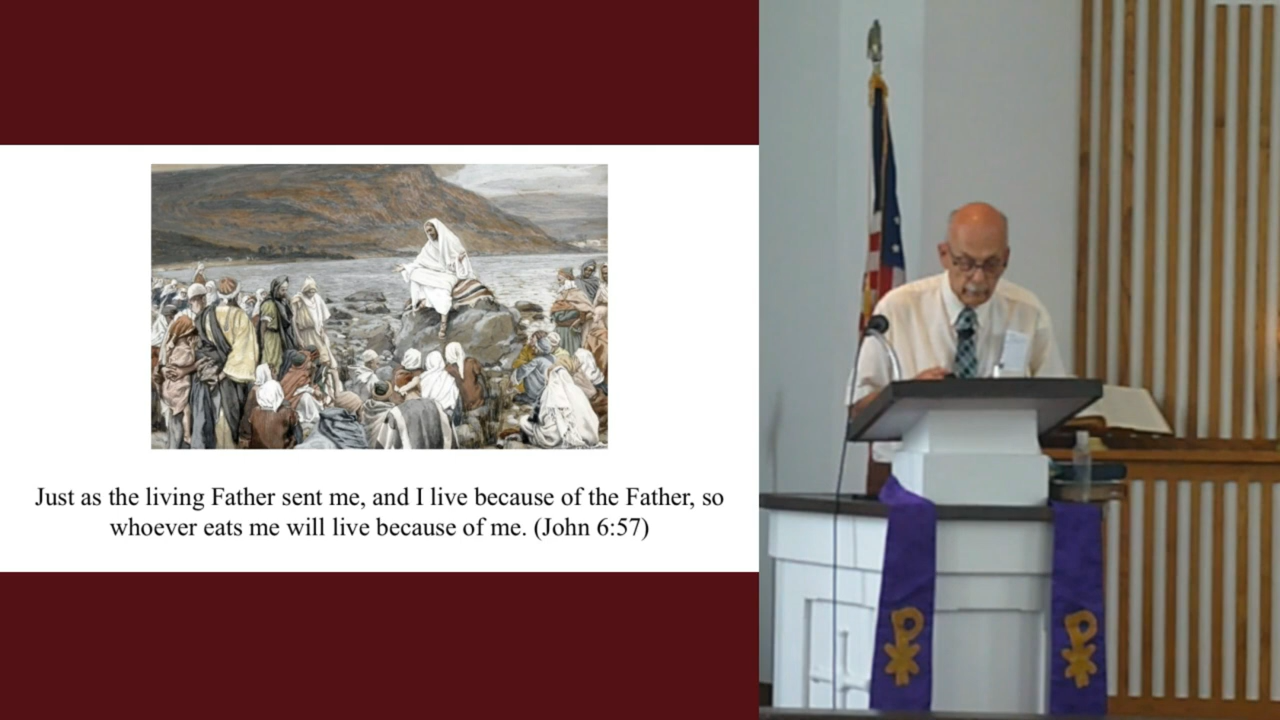 Just as the living Father sent me, and I live because of the Father, so
whoever eats me will live because of me. (John 6:57)